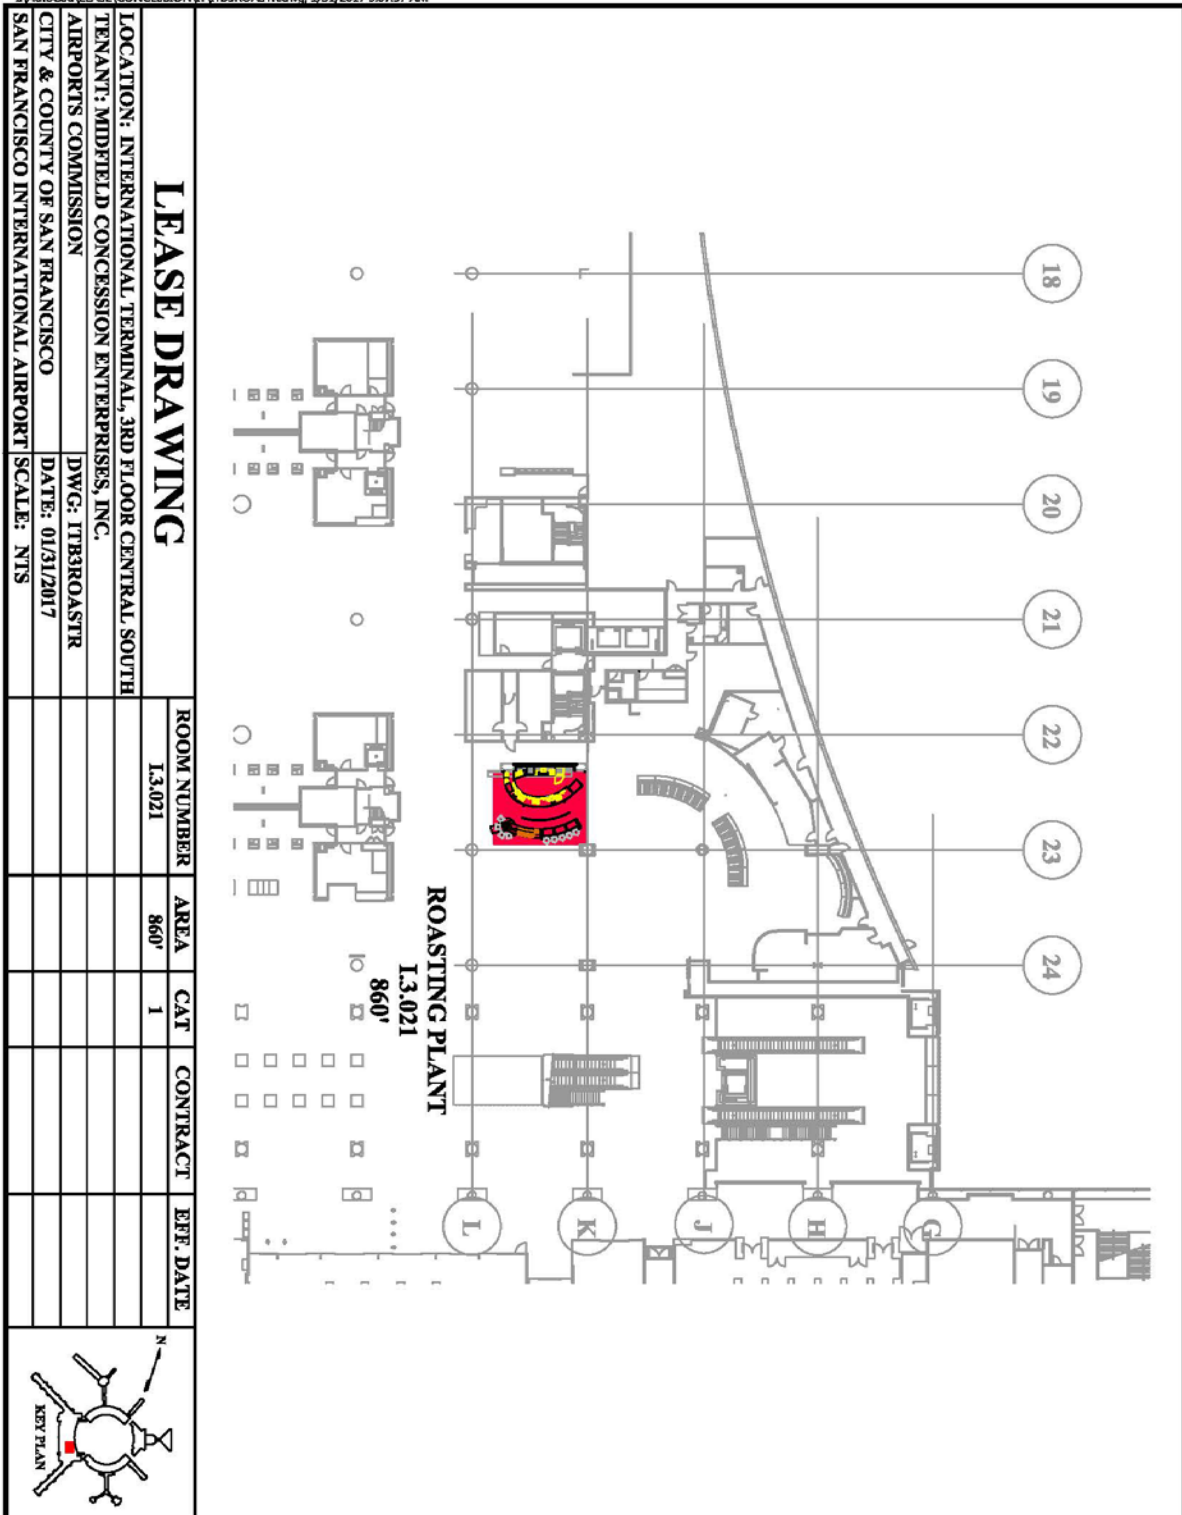 18
19
20
21
22
23
24
L
K
J
H
G
ROASTING PLANT
I.3.021
860'
LEASE DRAWING
LOCATION: INTERNATIONAL TERMINAL, 3RD FLOOR CENTRAL SOUTH
TENANT: MIDFIELD CONCESSION ENTERPRISES, INC.
AIRPORTS COMMISSION DWG: ITB3ROASTR
CITY & COUNTY OF SAN FRANCISCO DATE: 01/31/2017
SAN FRANCISCO INTERNATIONAL AIRPORT SCALE: NTS
ROOM NUMBER AREA CAT CONTRACT EFF. DATE
I.3.021 860' 1
N
KEY PLAN